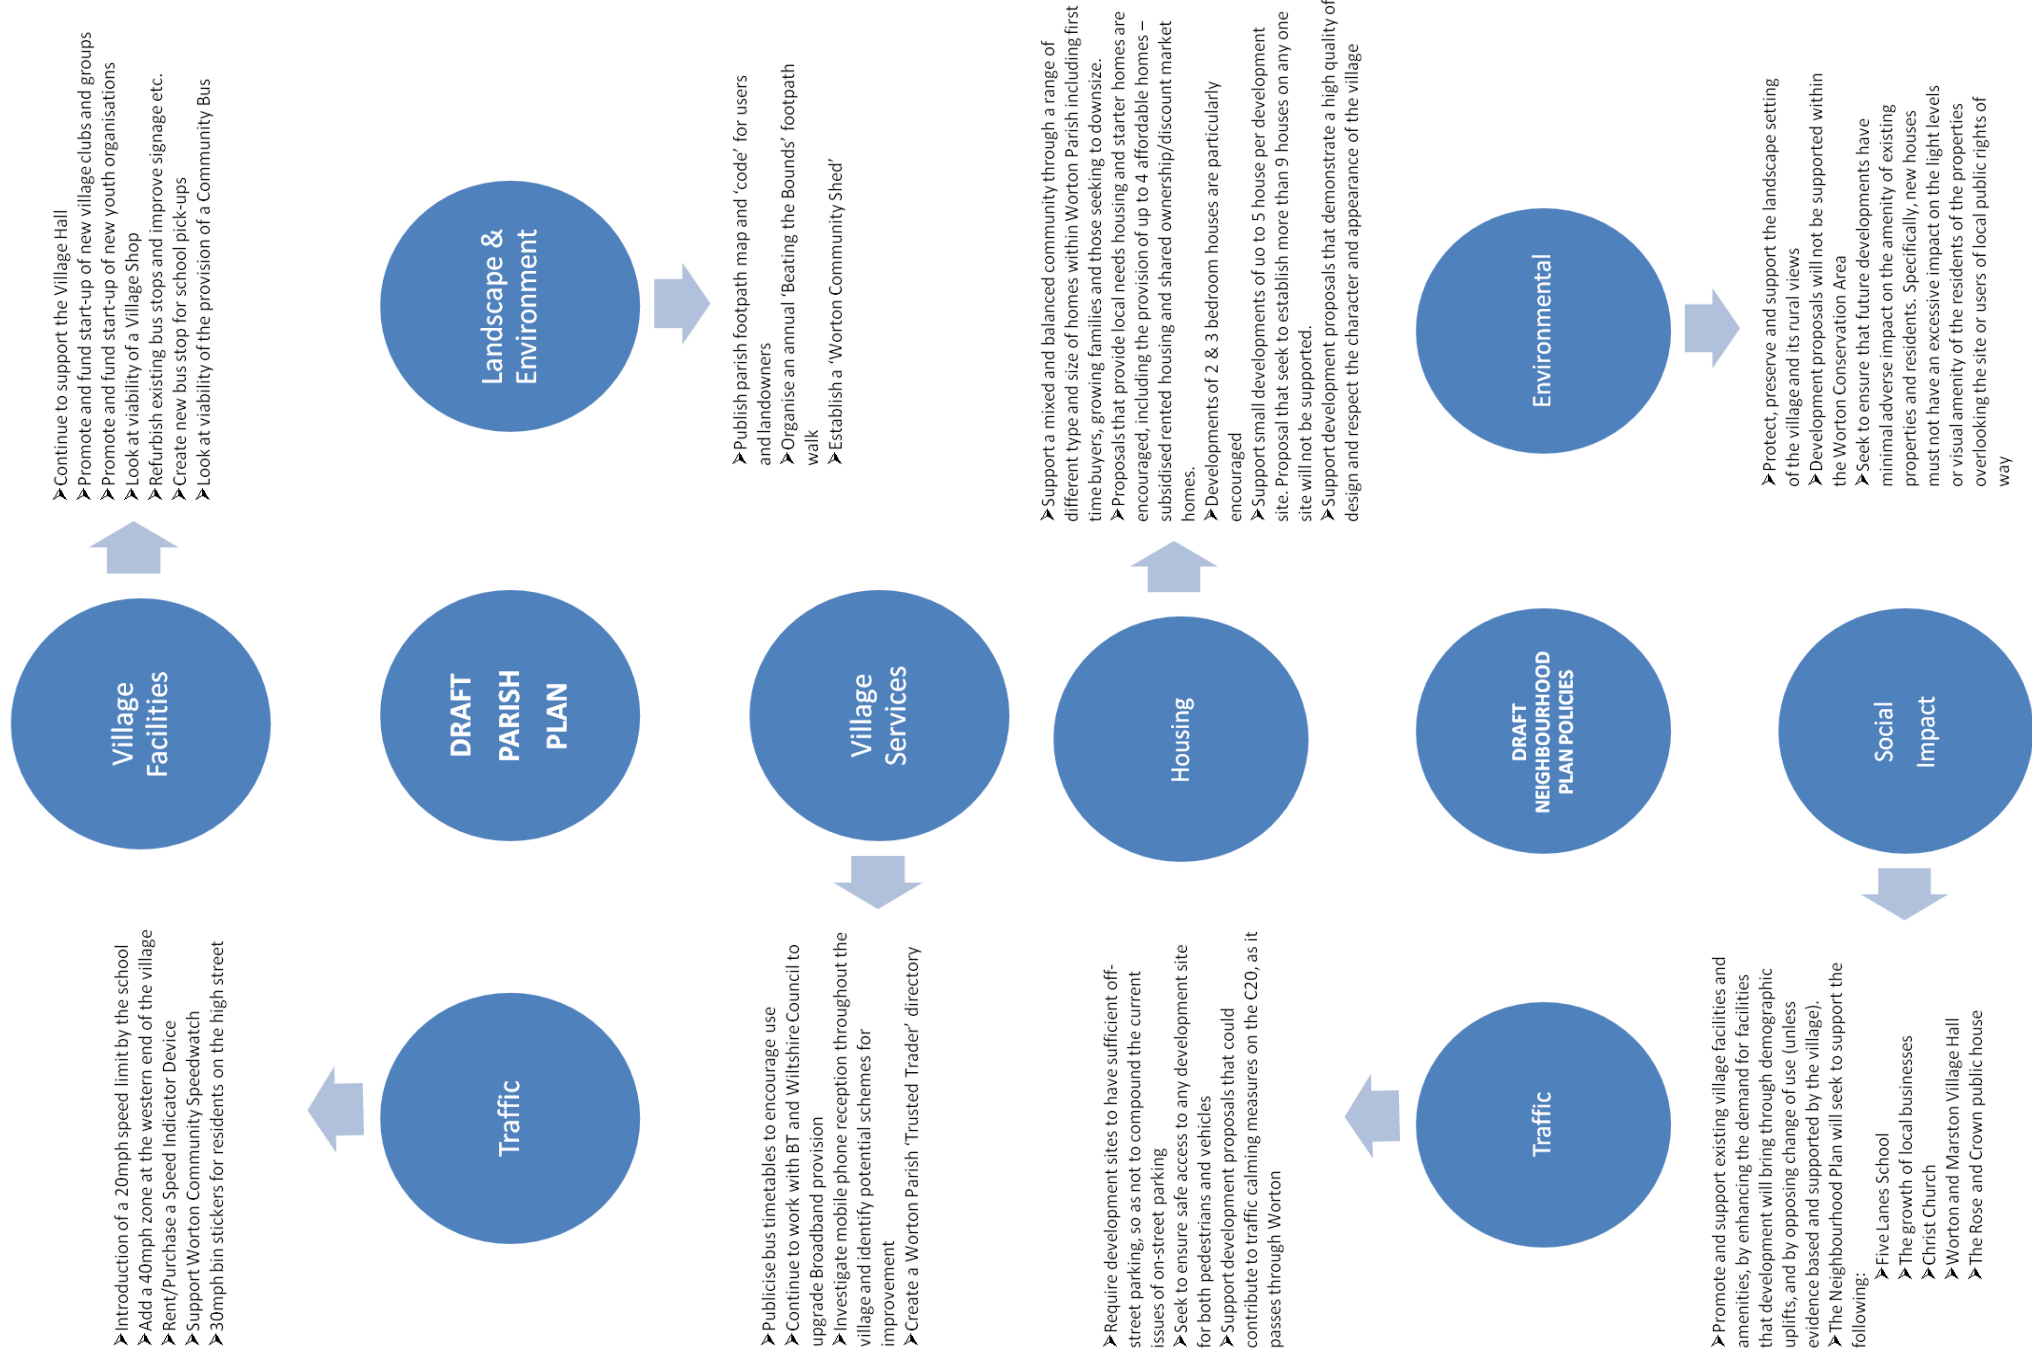 Village
Facilities
➢Continue to support the Village Hall
➢Promote and fund start-up of new village clubs and groups
➢Promote and fund start-up of new youth organisations
➢Look at viability of a Village Shop
➢Refurbish existing bus stops and improve signage etc.
➢Create new bus stop for school pick-ups
➢Look at viability of the provision of a Community Bus
➢Introduction of a 20mph speed limit by the school
➢Add a 40mph zone at the western end of the village
➢Rent/Purchase a Speed Indicator Device
➢Support Worton Community Speedwatch
➢30mph bin stickers for residents on the high street
Traffic
DRAFT
PARISH
PLAN
Landscape &
Environment
➢Publish parish footpath map and ‘code’ for users
and landowners
➢Organise an annual ‘Beating the Bounds’ footpath
walk
➢Establish a ‘Worton Community Shed’
Village
Services
➢Publicise bus timetables to encourage use
➢Continue to work with BT and Wiltshire Council to
upgrade Broadband provision
➢Investigate mobile phone reception throughout the
village and identify potential schemes for
improvement
➢Create a Worton Parish ‘Trusted Trader’ directory
Housing
➢Support a mixed and balanced community through a range of
different type and size of homes within Worton Parish including first
time buyers, growing families and those seeking to downsize.
➢Proposals that provide local needs housing and starter homes are
encouraged, including the provision of up to 4 affordable homes –
subsidised rented housing and shared ownership/discount market
homes.
➢Developments of 2 & 3 bedroom houses are particularly
encouraged
➢Support small developments of uo to 5 house per development
site. Proposal that seek to establish more than 9 houses on any one
site will not be supported.
➢Support development proposals that demonstrate a high quality of
design and respect the character and appearance of the village
➢Require development sites to have sufficient off-
street parking, so as not to compound the current
issues of on-street parking
➢Seek to ensure safe access to any development site
for both pedestrians and vehicles
➢Support development proposals that could
contribute to traffic calming measures on the C20, as it
passes through Worton
Traffic
DRAFT
NEIGHBOURHOOD
PLAN POLICIES
Environmental
➢Protect, preserve and support the landscape setting
of the village and its rural views
➢Development proposals will not be supported within
the Worton Conservation Area
➢Seek to ensure that future developments have
minimal adverse impact on the amenity of existing
properties and residents. Specifically, new houses
must not have an excessive impact on the light levels
or visual amenity of the residents of the properties
overlooking the site or users of local public rights of
way
Social
Impact
➢Promote and support existing village facilities and
amenities, by enhancing the demand for facilities
that development will bring through demographic
uplifts, and by opposing change of use (unless
evidence based and supported by the village).
➢The Neighbourhood Plan will seek to support the
following:
➢Five Lanes School
➢The growth of local businesses
➢Christ Church
➢Worton and Marston Village Hall
➢The Rose and Crown public house